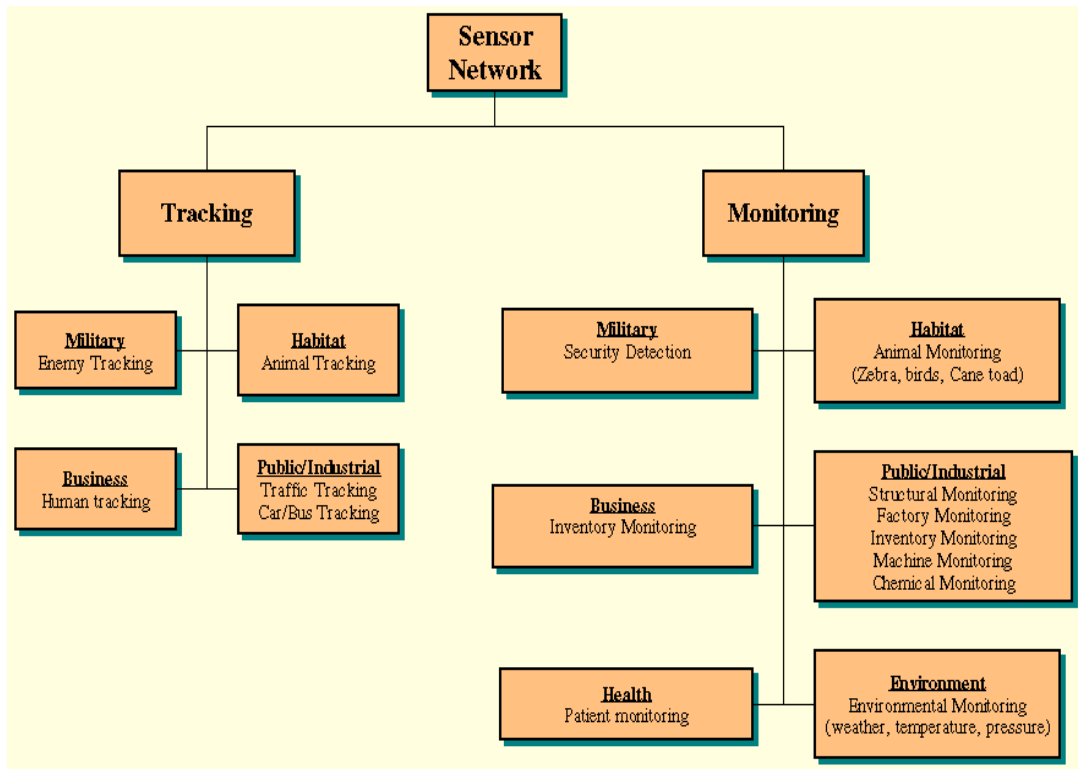 Sensor
Network
Tracking
Monitoring
Military
Enemy Tracking
Habitat
Animal Tracking
Business
Human tracking
Public/Industrial
Traffic Tracking
Car/Bus Tracking
Military
Security Detection
Habitat
Animal Monitoring
(Zebra, birds, Cane toad)
Business
Inventory Monitoring
Public/Industrial
Structural Monitoring
Factory Monitoring
Inventory Monitoring
Machine Monitoring
Chemical Monitoring
Health
Patient monitoring
Environment
Environmental Monitoring
(weather, temperature, pressure)